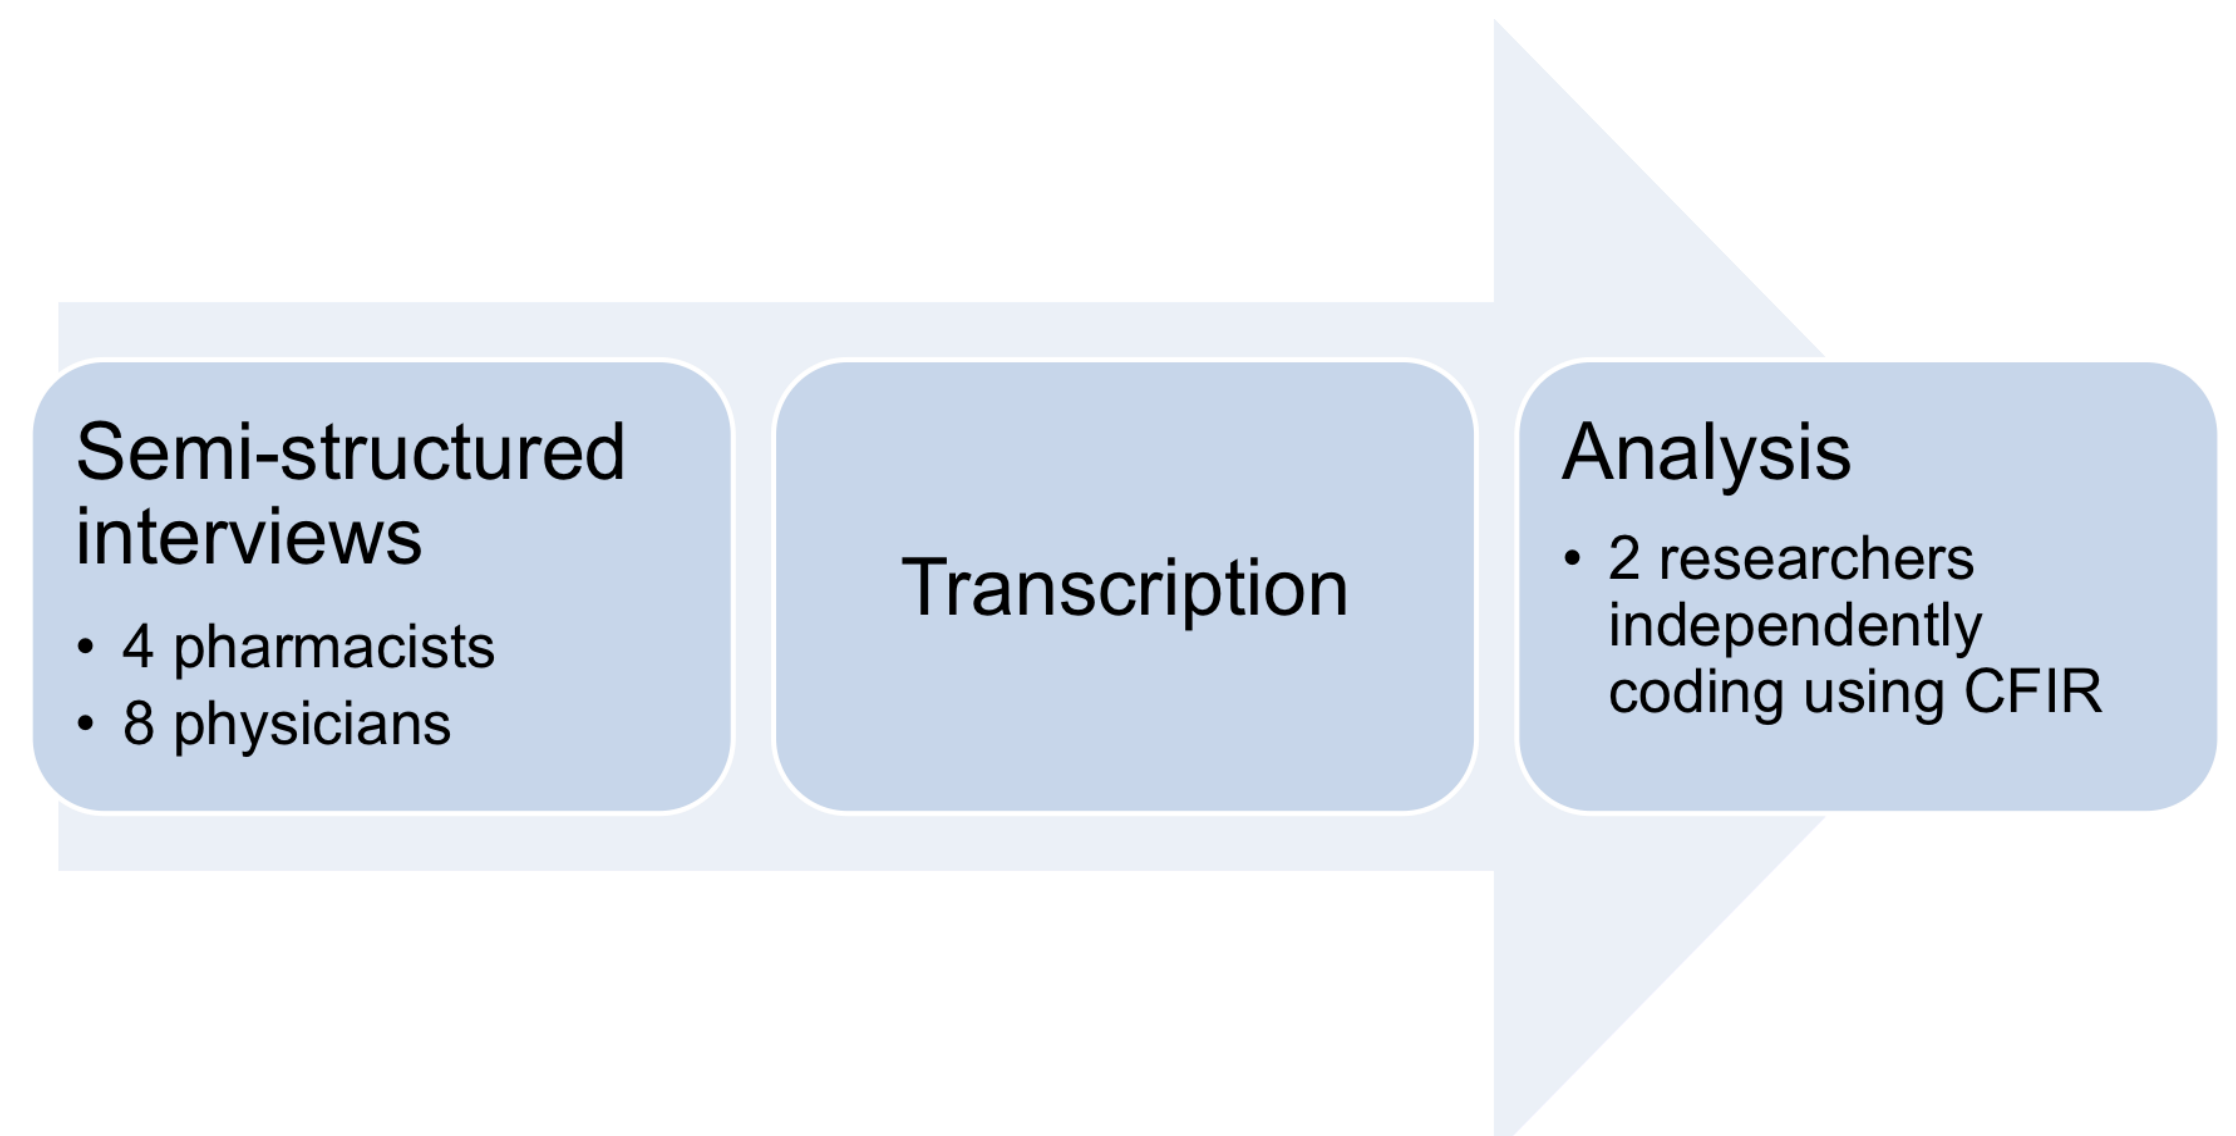 Semi-structured
interviews
• 4 pharmacists
• 8 physicians
Transcription
Analysis
• 2 researchers
independently
coding using CFIR